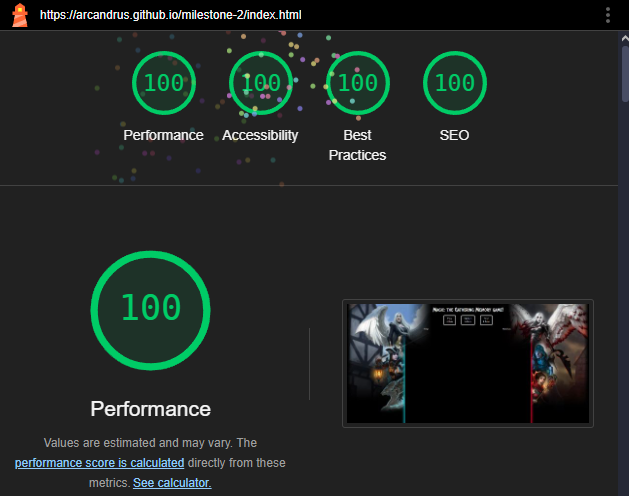 https://arcandrus.github.io/milestone-2/index.html
100 100 100 100
Performance Accessibility Best Practices SEO
100
Magic: the Gathering Memory game!
Performance
Values are estimated and may vary. The
performance score is calculated directly from these
metrics. See calculator.